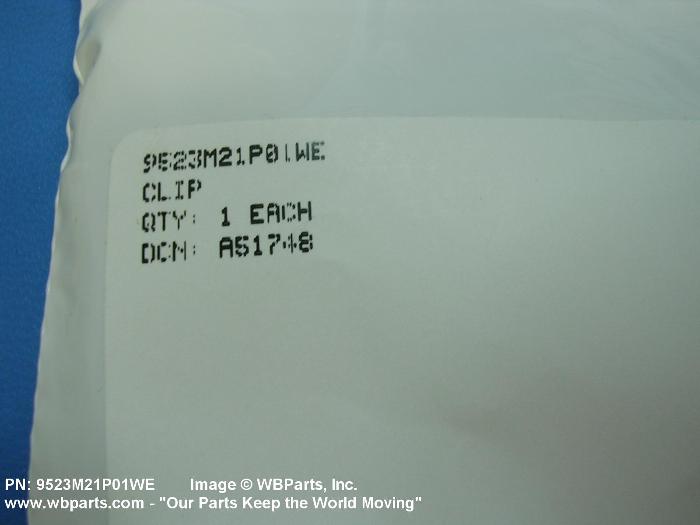 9523M21P01WE
CLIP
QTY: 1 EACH
DCN: A51748
PN: 9523M21P01WE Image © WBParts, Inc.
www.wbparts.com - "Our Parts Keep the World Moving"